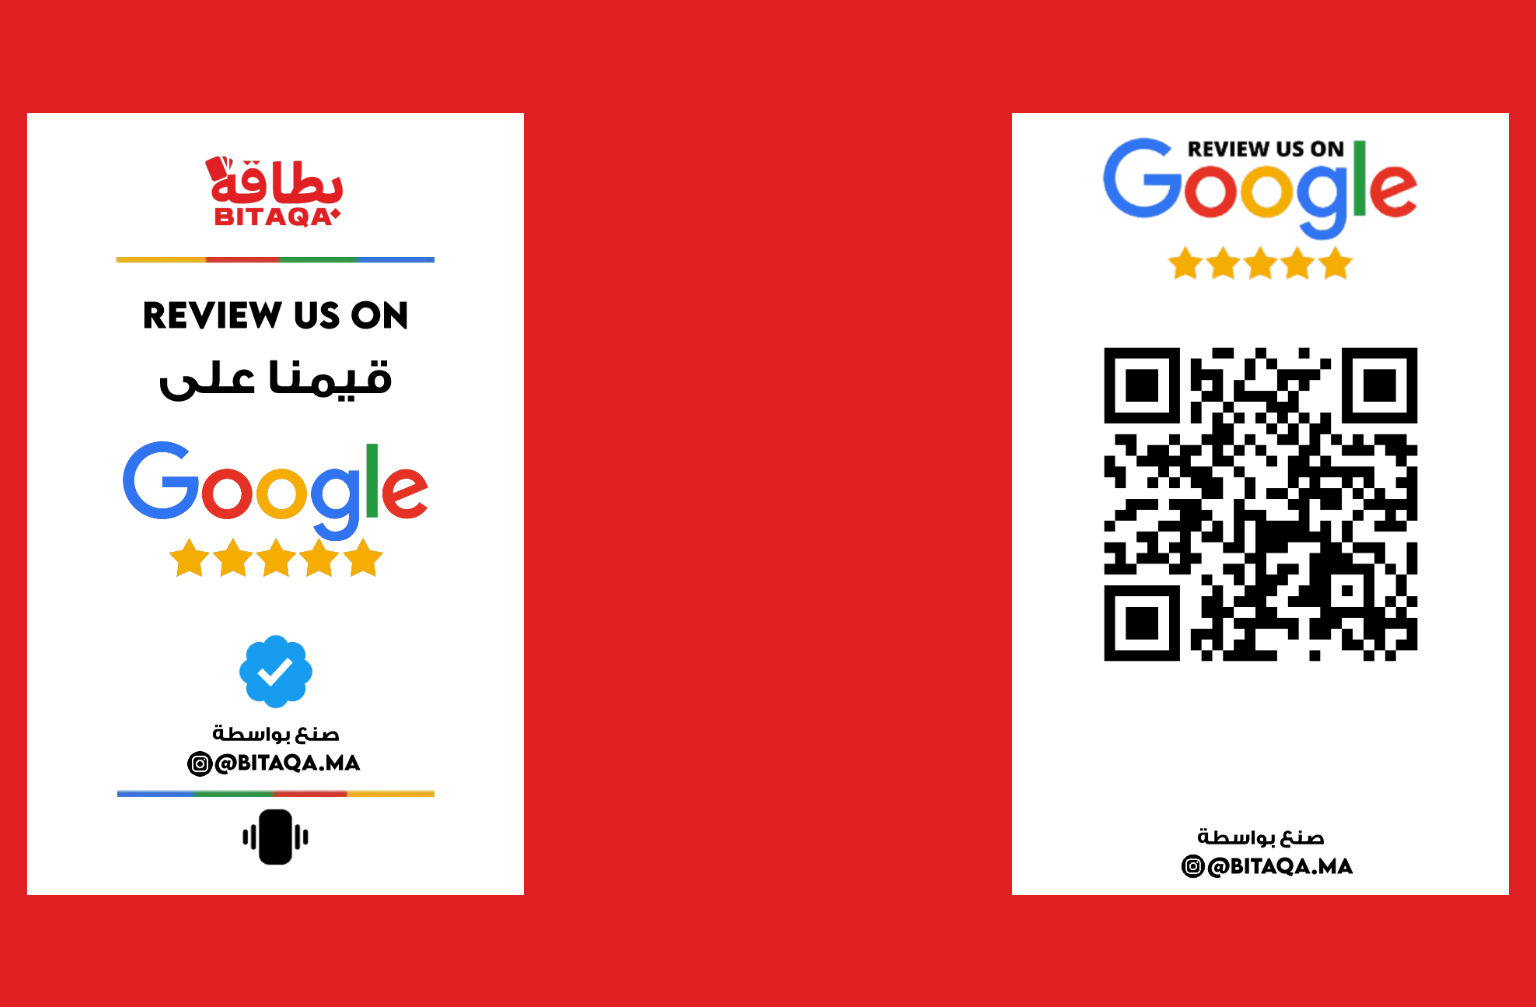 بطاقة
BITAQA
REVIEW US ON
قيمنا على
Google
صنع بواسطة
@BITAQA.MA
REVIEW US ON
Google
صنع بواسطة
@BITAQA.MA